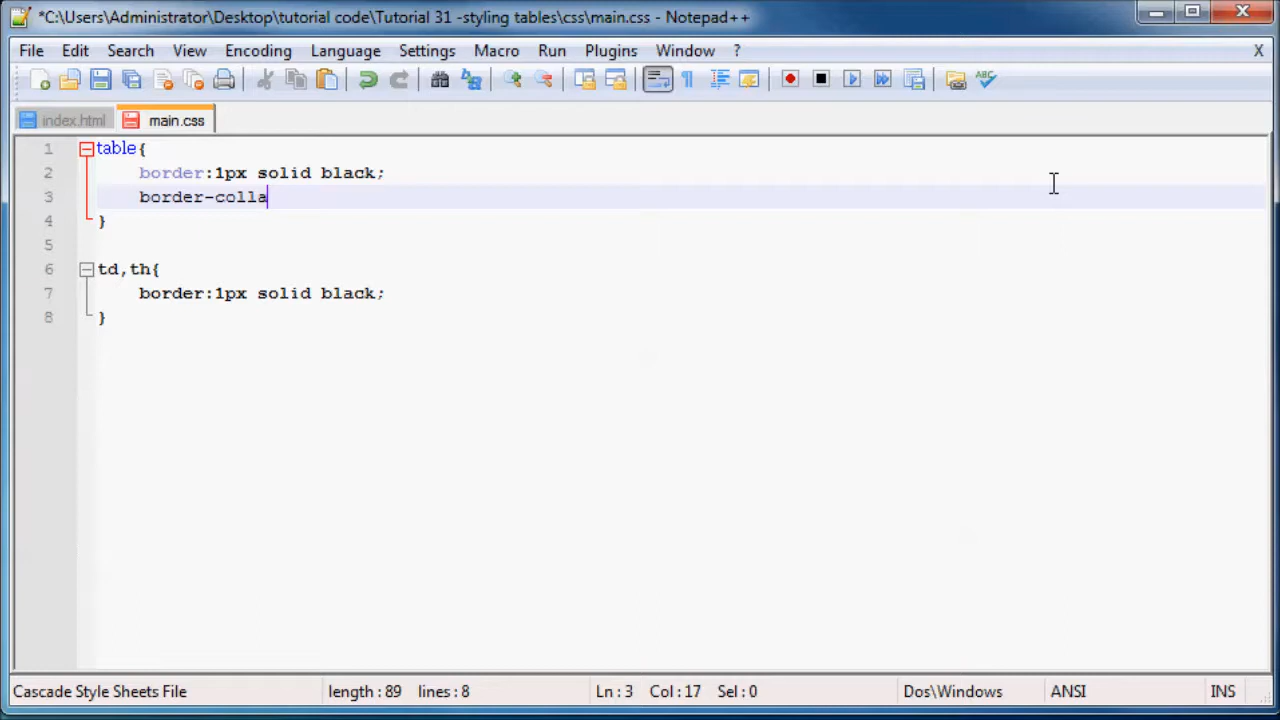 *C:\Users\Administrator\Desktop\tutorial code\Tutorial 31 -styling tables\css\main.css - Notepad++
File Edit Search View Encoding Language Settings Macro Run Plugins Window ? X
index.html main.css
1 table{
2 border:1px solid black;
3 border-colla
4 }
5
6 td,th{
7 border:1px solid black;
8 }
Cascade Style Sheets File length : 89 lines : 8 Ln : 3 Col : 17 Sel : 0 Dos\Windows ANSI INS